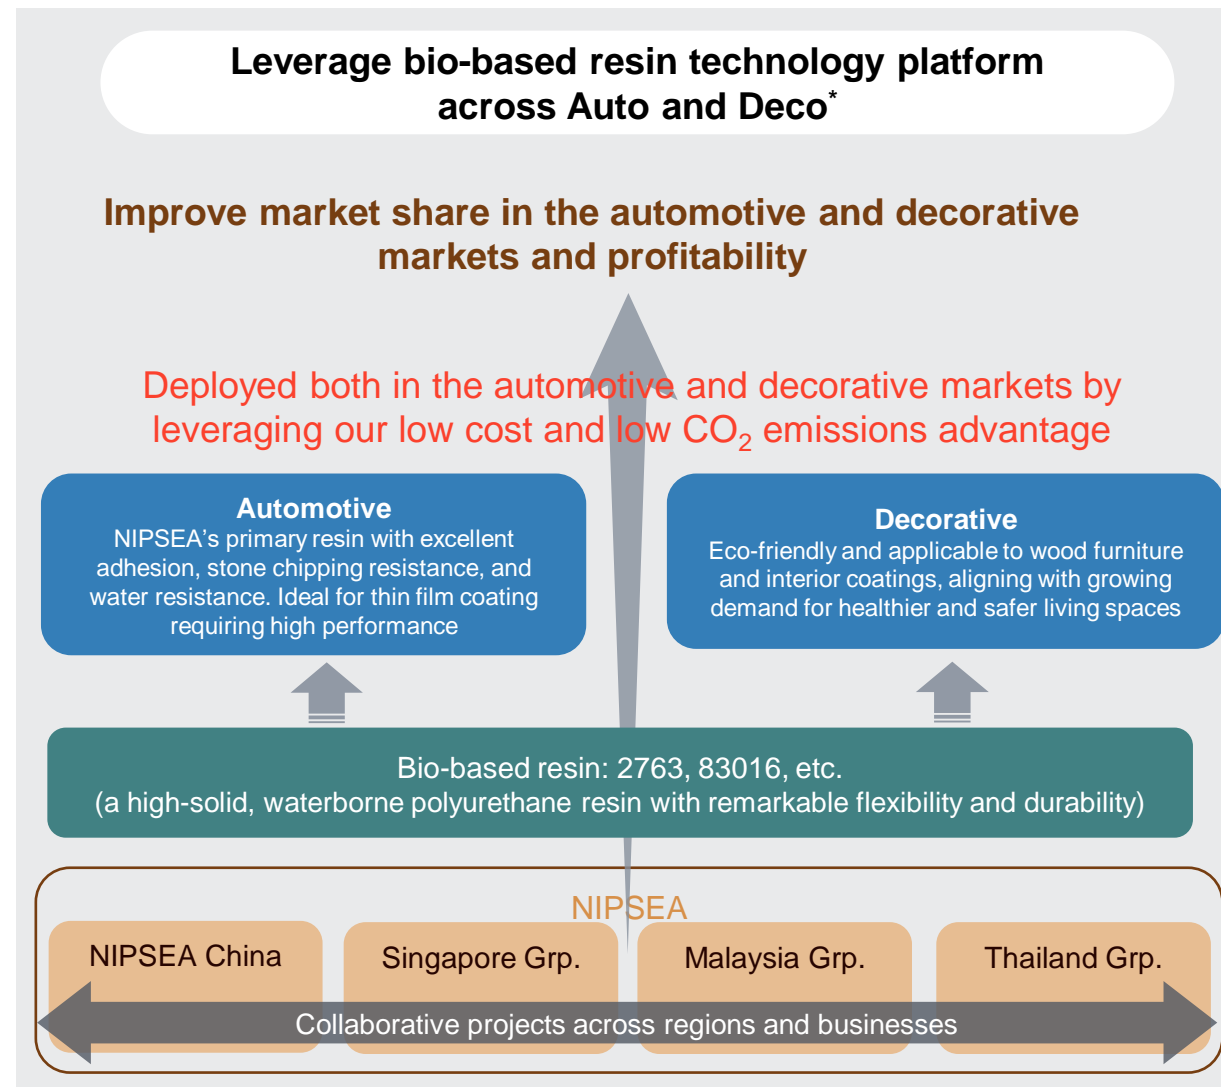 Leverage bio-based resin technology platform
across Auto and Deco*
Improve market share in the automotive and decorative
markets and profitability
Deployed both in the automotive and decorative markets by
leveraging our low cost and low CO₂ emissions advantage
Automotive
NIPSEA’s primary resin with excellent
adhesion, stone chipping resistance, and
water resistance. Ideal for thin film coating
requiring high performance
Decorative
Eco-friendly and applicable to wood furniture
and interior coatings, aligning with growing
demand for healthier and safer living spaces
Bio-based resin: 2763, 83016, etc.
(a high-solid, waterborne polyurethane resin with remarkable flexibility and durability)
NIPSEA
NIPSEA China
Singapore Grp.
Malaysia Grp.
Thailand Grp.
Collaborative projects across regions and businesses